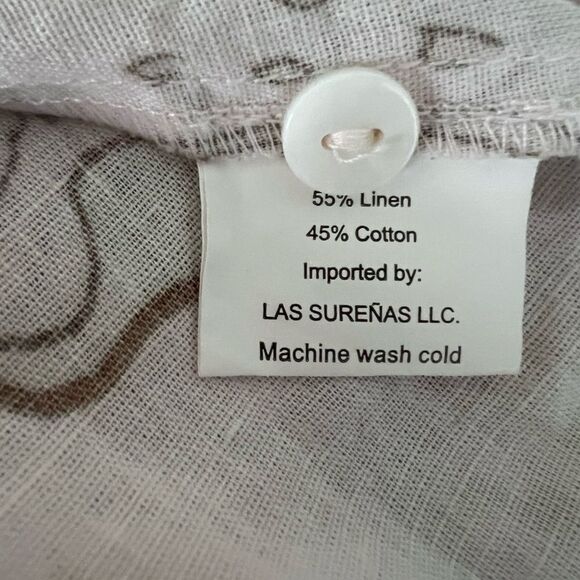 55% Linen
45% Cotton
Imported by:
LAS SUREÑAS LLC.
Machine wash cold